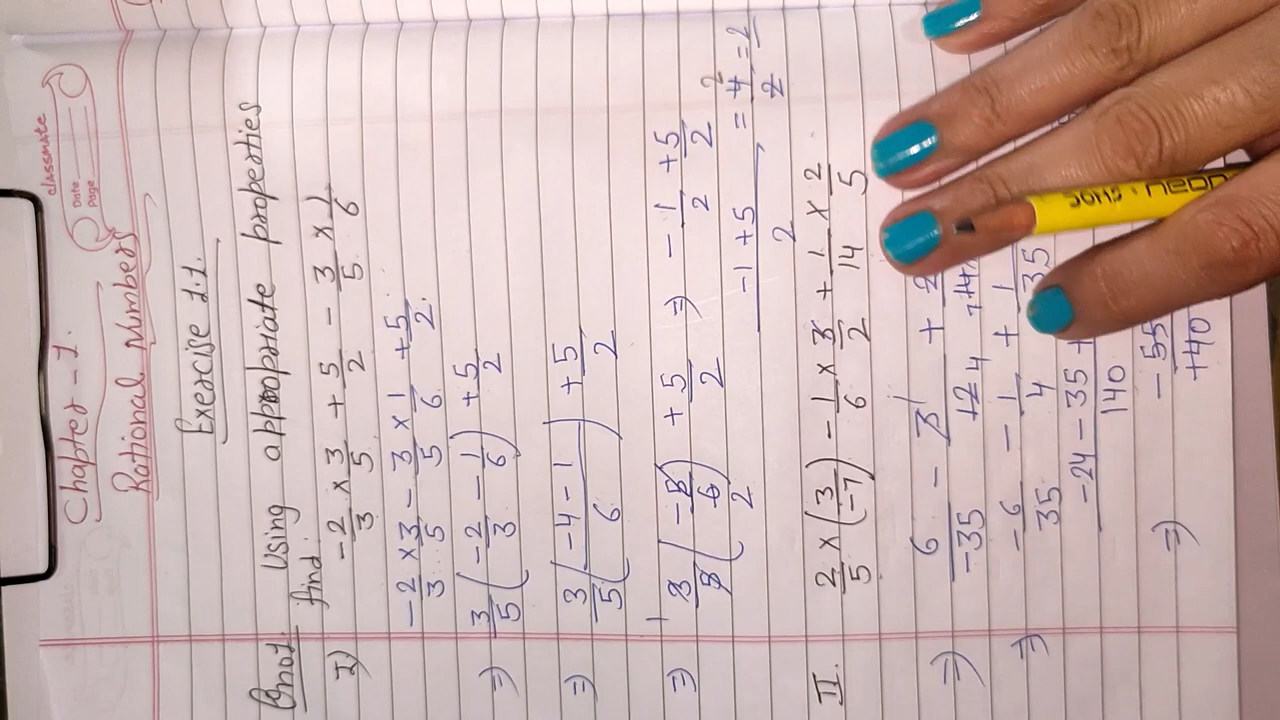 classmate
Date
Page
Chapter - 1.
Rational Numbers
Exercise 1.1.
Qno1. Using appropriate properties
find.
I) -2/3 × 3/5 + 5/2 - 3/5 × 1/6
-2/3 × 3/5 - 3/5 × 1/6 + 5/2.
⇒ 3/5 (-2/3 - 1/6) + 5/2
⇒ 3/5 (-4-1/6) + 5/2
⇒ 3/5 (-5/6) + 5/2 ⇒ -1/2 + 5/2
-1+5/2 = 4/2 = 2
II. 2/5 × (3/-7) - 1/6 × 3/2 + 1/14 × 2/5
⇒ 6/-35 - 3/12 + 2
⇒ -6/35 - 1/4 + 1/35
-24 - 35 + /140
⇒ -55